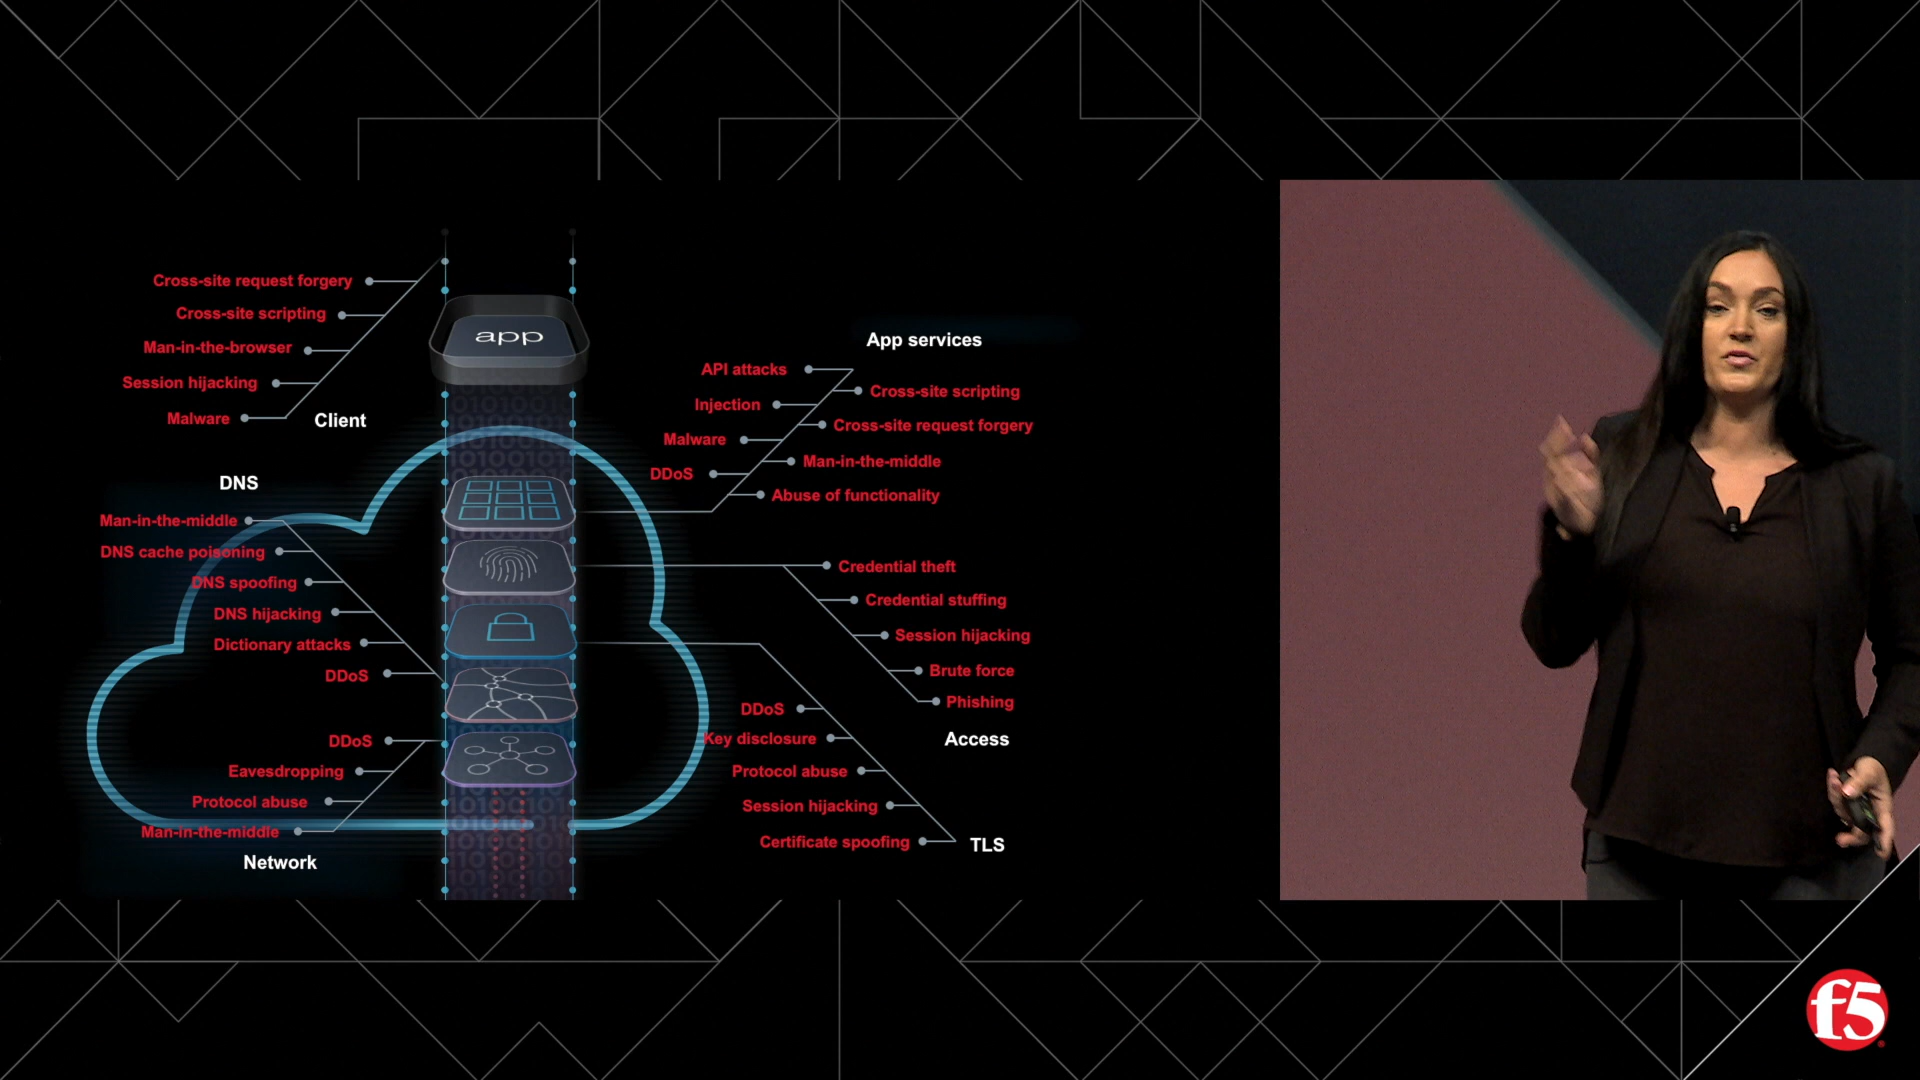 Cross-site request forgery
Cross-site scripting
Man-in-the-browser
Session hijacking
Malware
Client
app
App services
API attacks
Cross-site scripting
Injection
Cross-site request forgery
Malware
Man-in-the-middle
DDoS
Abuse of functionality
DNS
Man-in-the-middle
DNS cache poisoning
DNS spoofing
DNS hijacking
Dictionary attacks
DDoS
Credential theft
Credential stuffing
Session hijacking
Brute force
Phishing
Access
DDoS
Eavesdropping
Protocol abuse
Man-in-the-middle
Network
DDoS
Key disclosure
Protocol abuse
Session hijacking
Certificate spoofing
TLS
f5